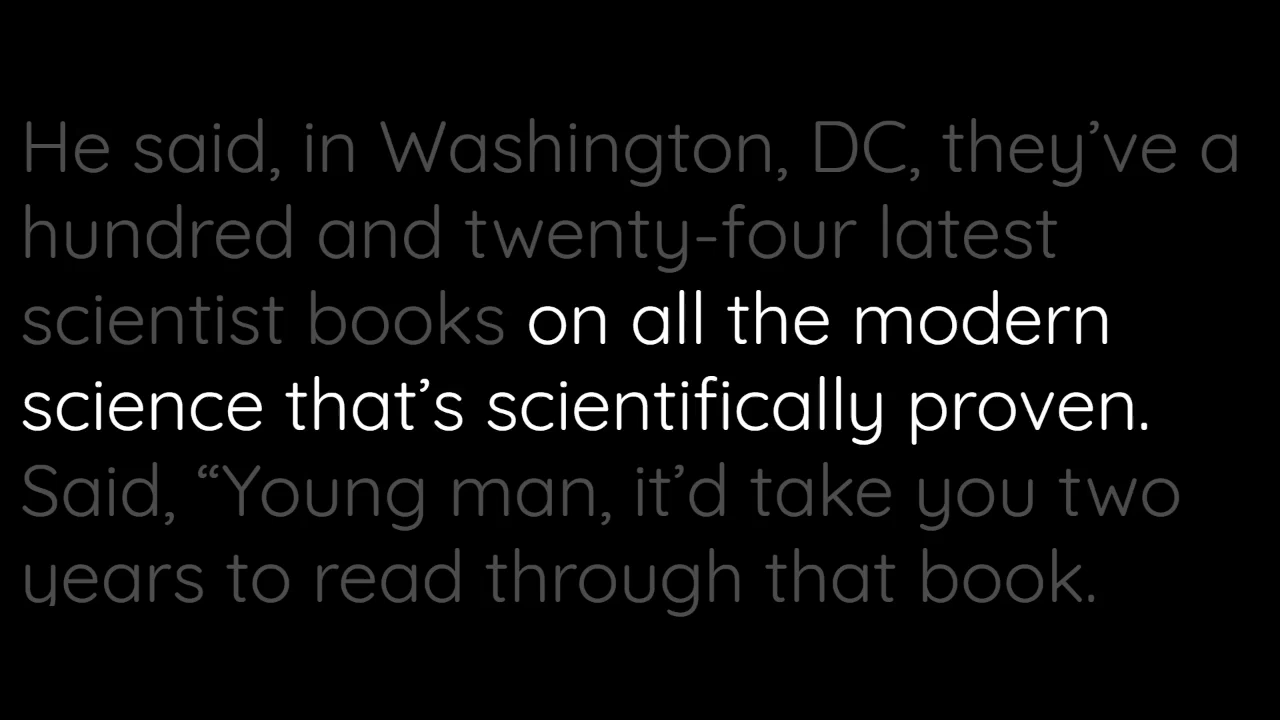 He said, in Washington, DC, they’ve a
hundred and twenty-four latest
scientist books on all the modern
science that’s scientifically proven.
Said, “Young man, it’d take you two
years to read through that book.